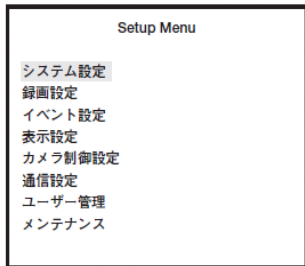 Setup Menu
システム設定
録画設定
イベント設定
表示設定
カメラ制御設定
通信設定
ユーザー管理
メンテナンス